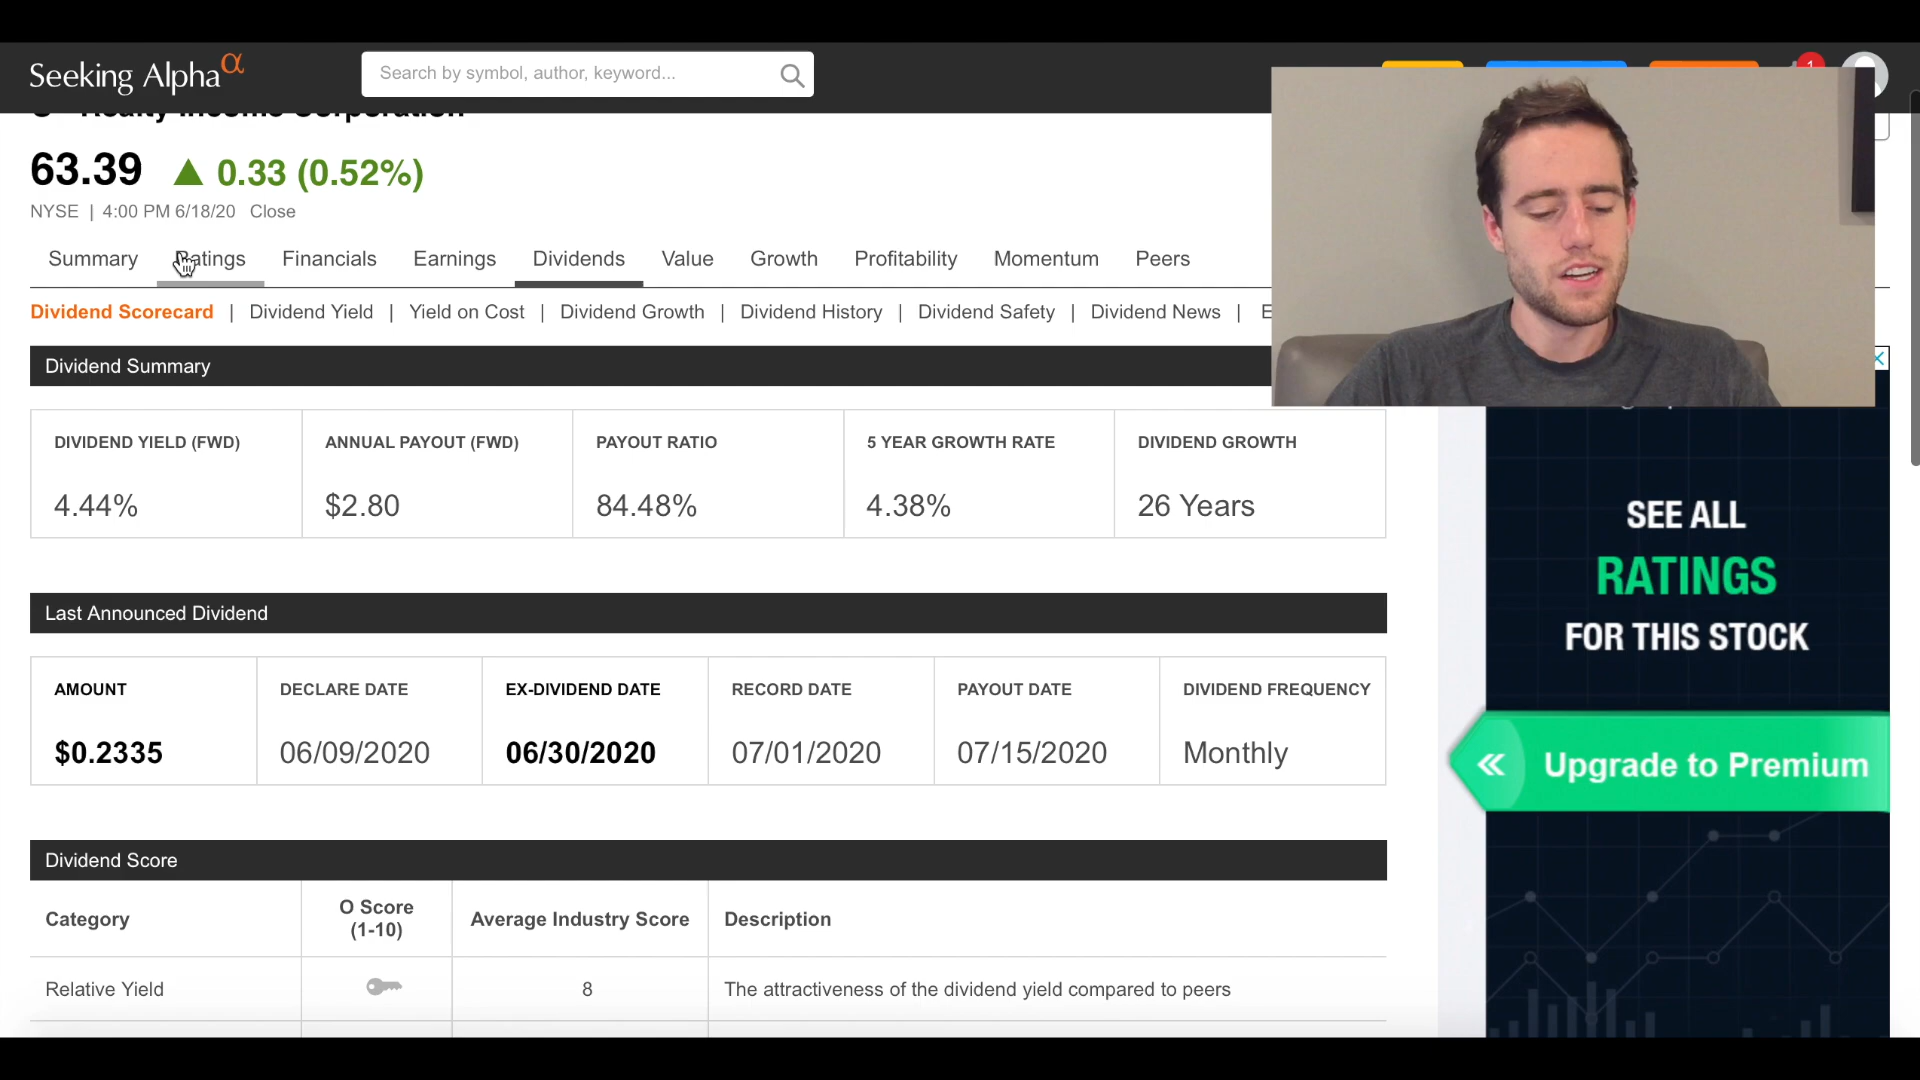 Seeking Alpha α
Search by symbol, author, keyword...
1
Realty Income Corporation
63.39 ▲ 0.33 (0.52%)
NYSE | 4:00 PM 6/18/20 Close
Summary Ratings Financials Earnings Dividends Value Growth Profitability Momentum Peers
Dividend Scorecard | Dividend Yield | Yield on Cost | Dividend Growth | Dividend History | Dividend Safety | Dividend News | E
Dividend Summary
DIVIDEND YIELD (FWD) ANNUAL PAYOUT (FWD) PAYOUT RATIO 5 YEAR GROWTH RATE DIVIDEND GROWTH
4.44% $2.80 84.48% 4.38% 26 Years
SEE ALL
RATINGS
FOR THIS STOCK
Last Announced Dividend
AMOUNT DECLARE DATE EX-DIVIDEND DATE RECORD DATE PAYOUT DATE DIVIDEND FREQUENCY
$0.2335 06/09/2020 06/30/2020 07/01/2020 07/15/2020 Monthly
« Upgrade to Premium
Dividend Score
Category O Score (1-10) Average Industry Score Description
Relative Yield 8 The attractiveness of the dividend yield compared to peers